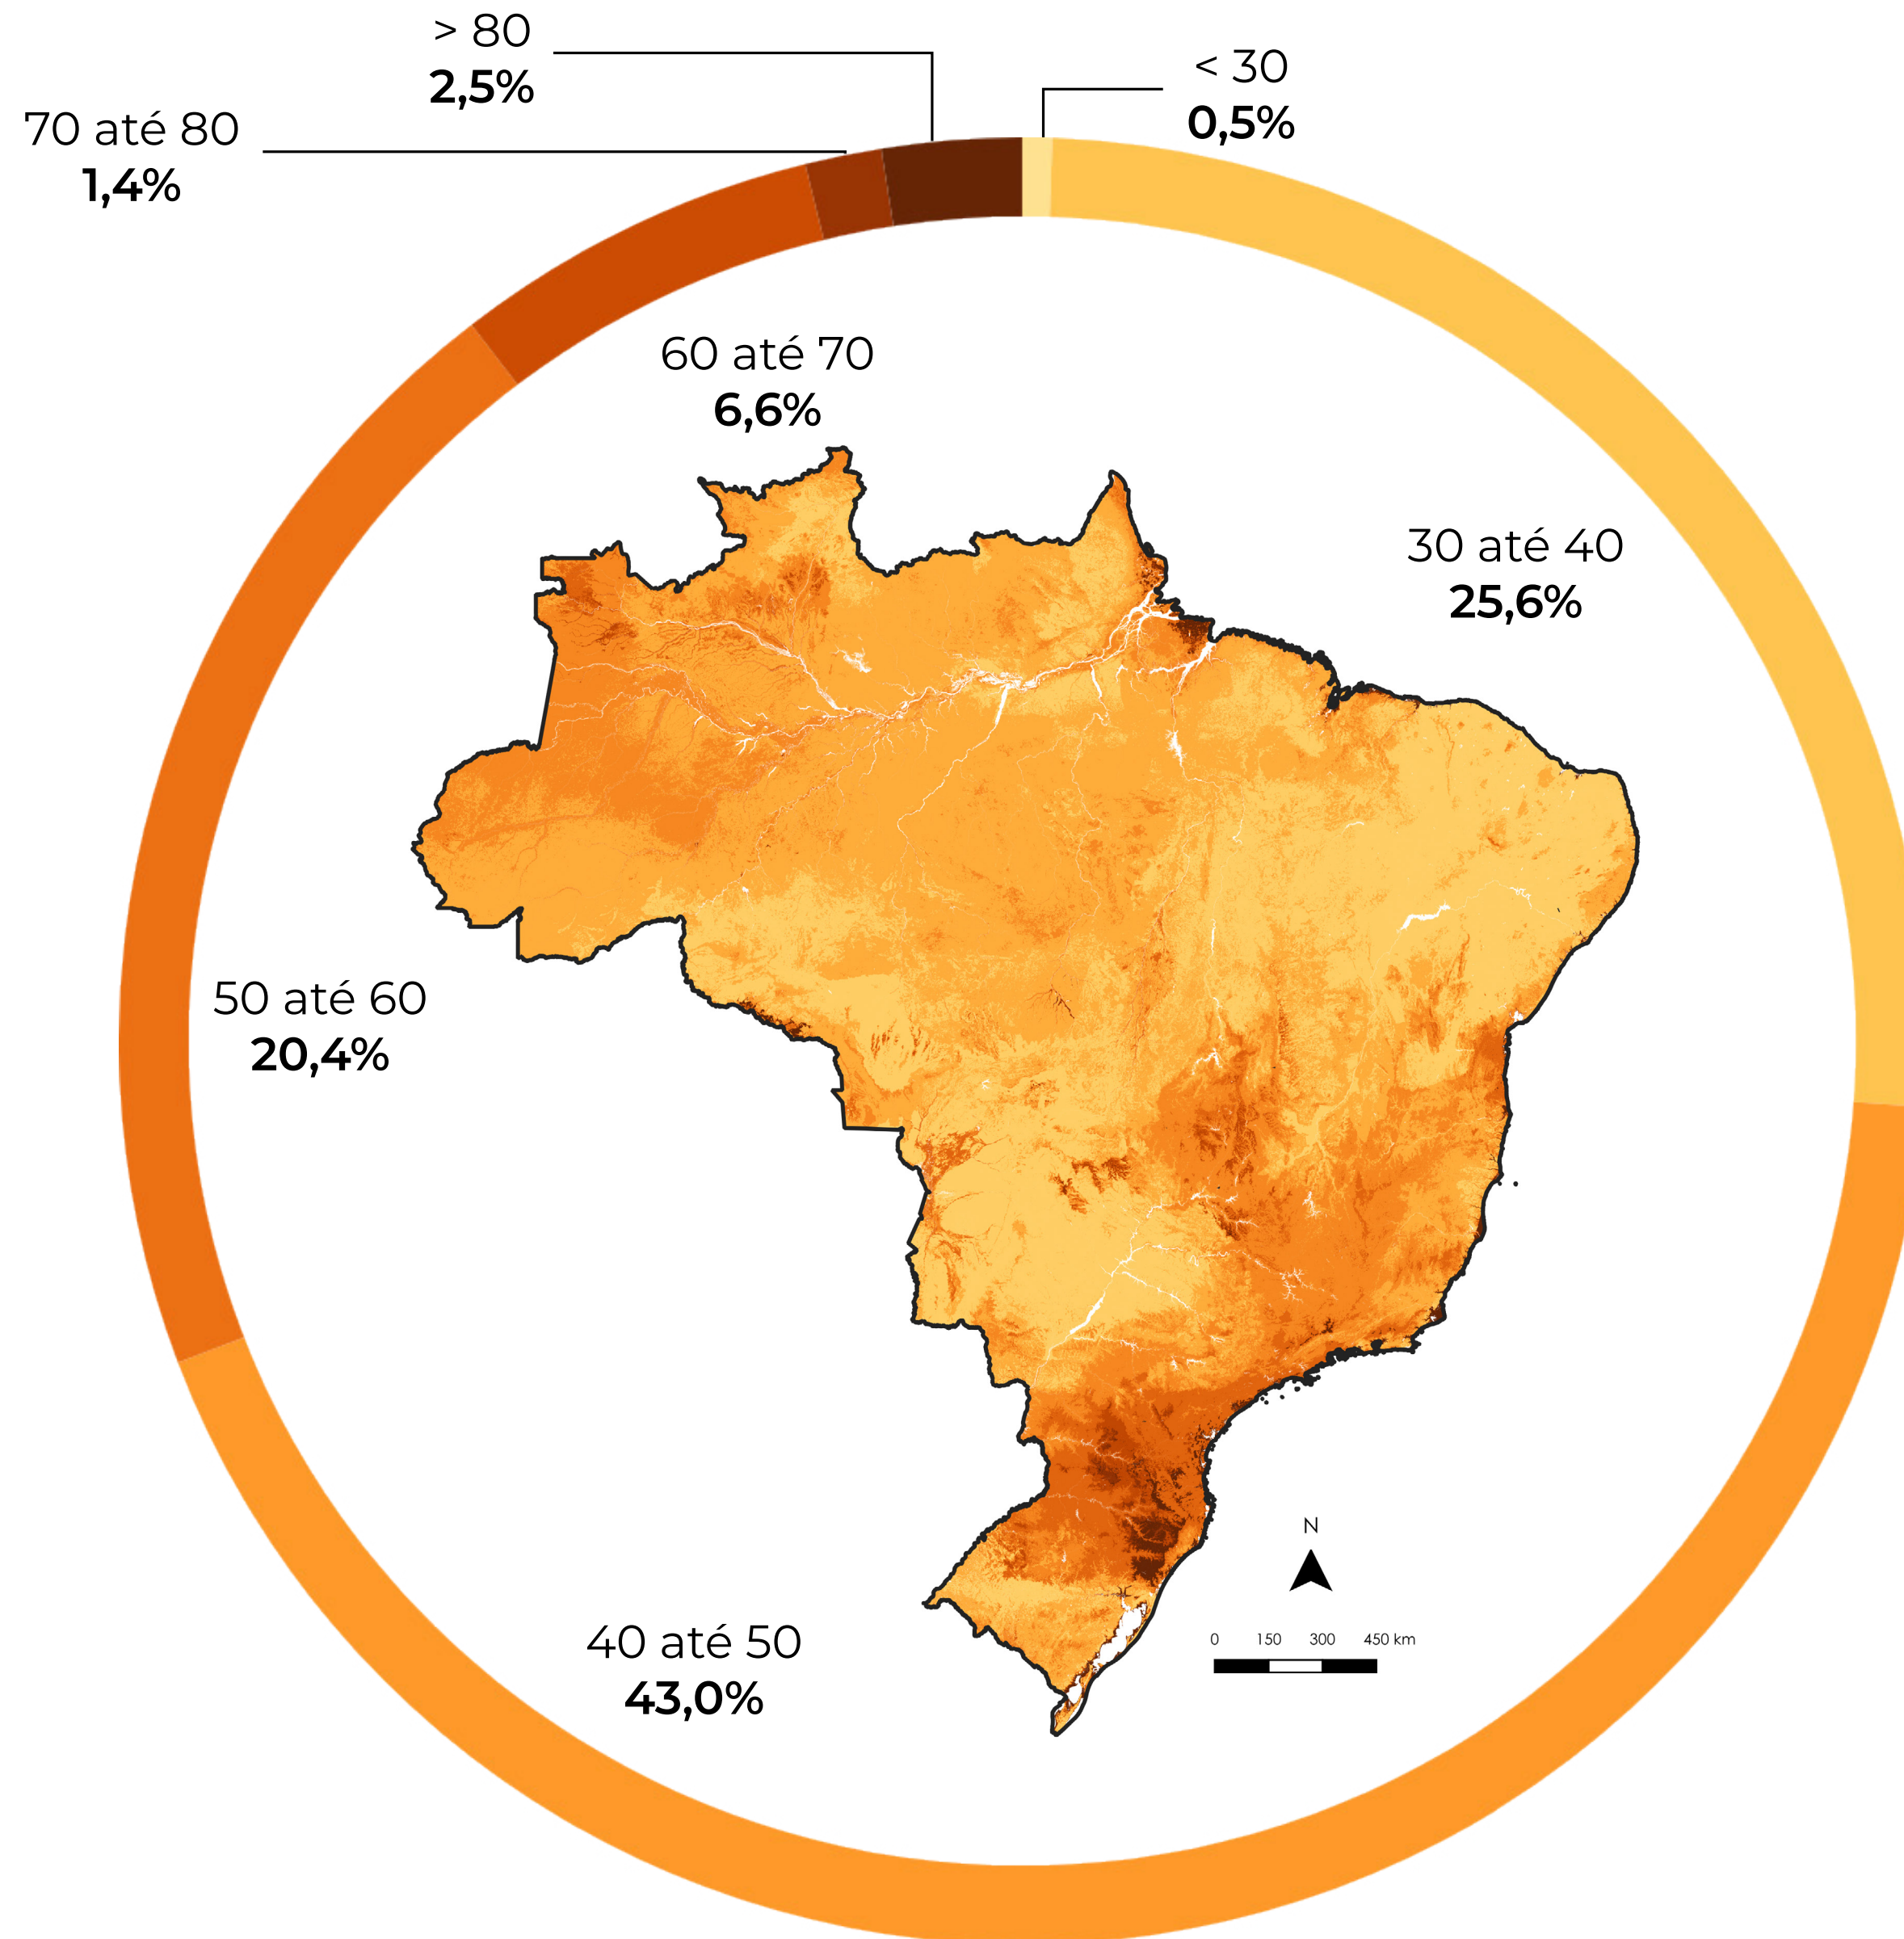 > 80
2,5%
< 30
0,5%
70 até 80
1,4%
60 até 70
6,6%
30 até 40
25,6%
50 até 60
20,4%
40 até 50
43,0%
N
0 150 300 450 km